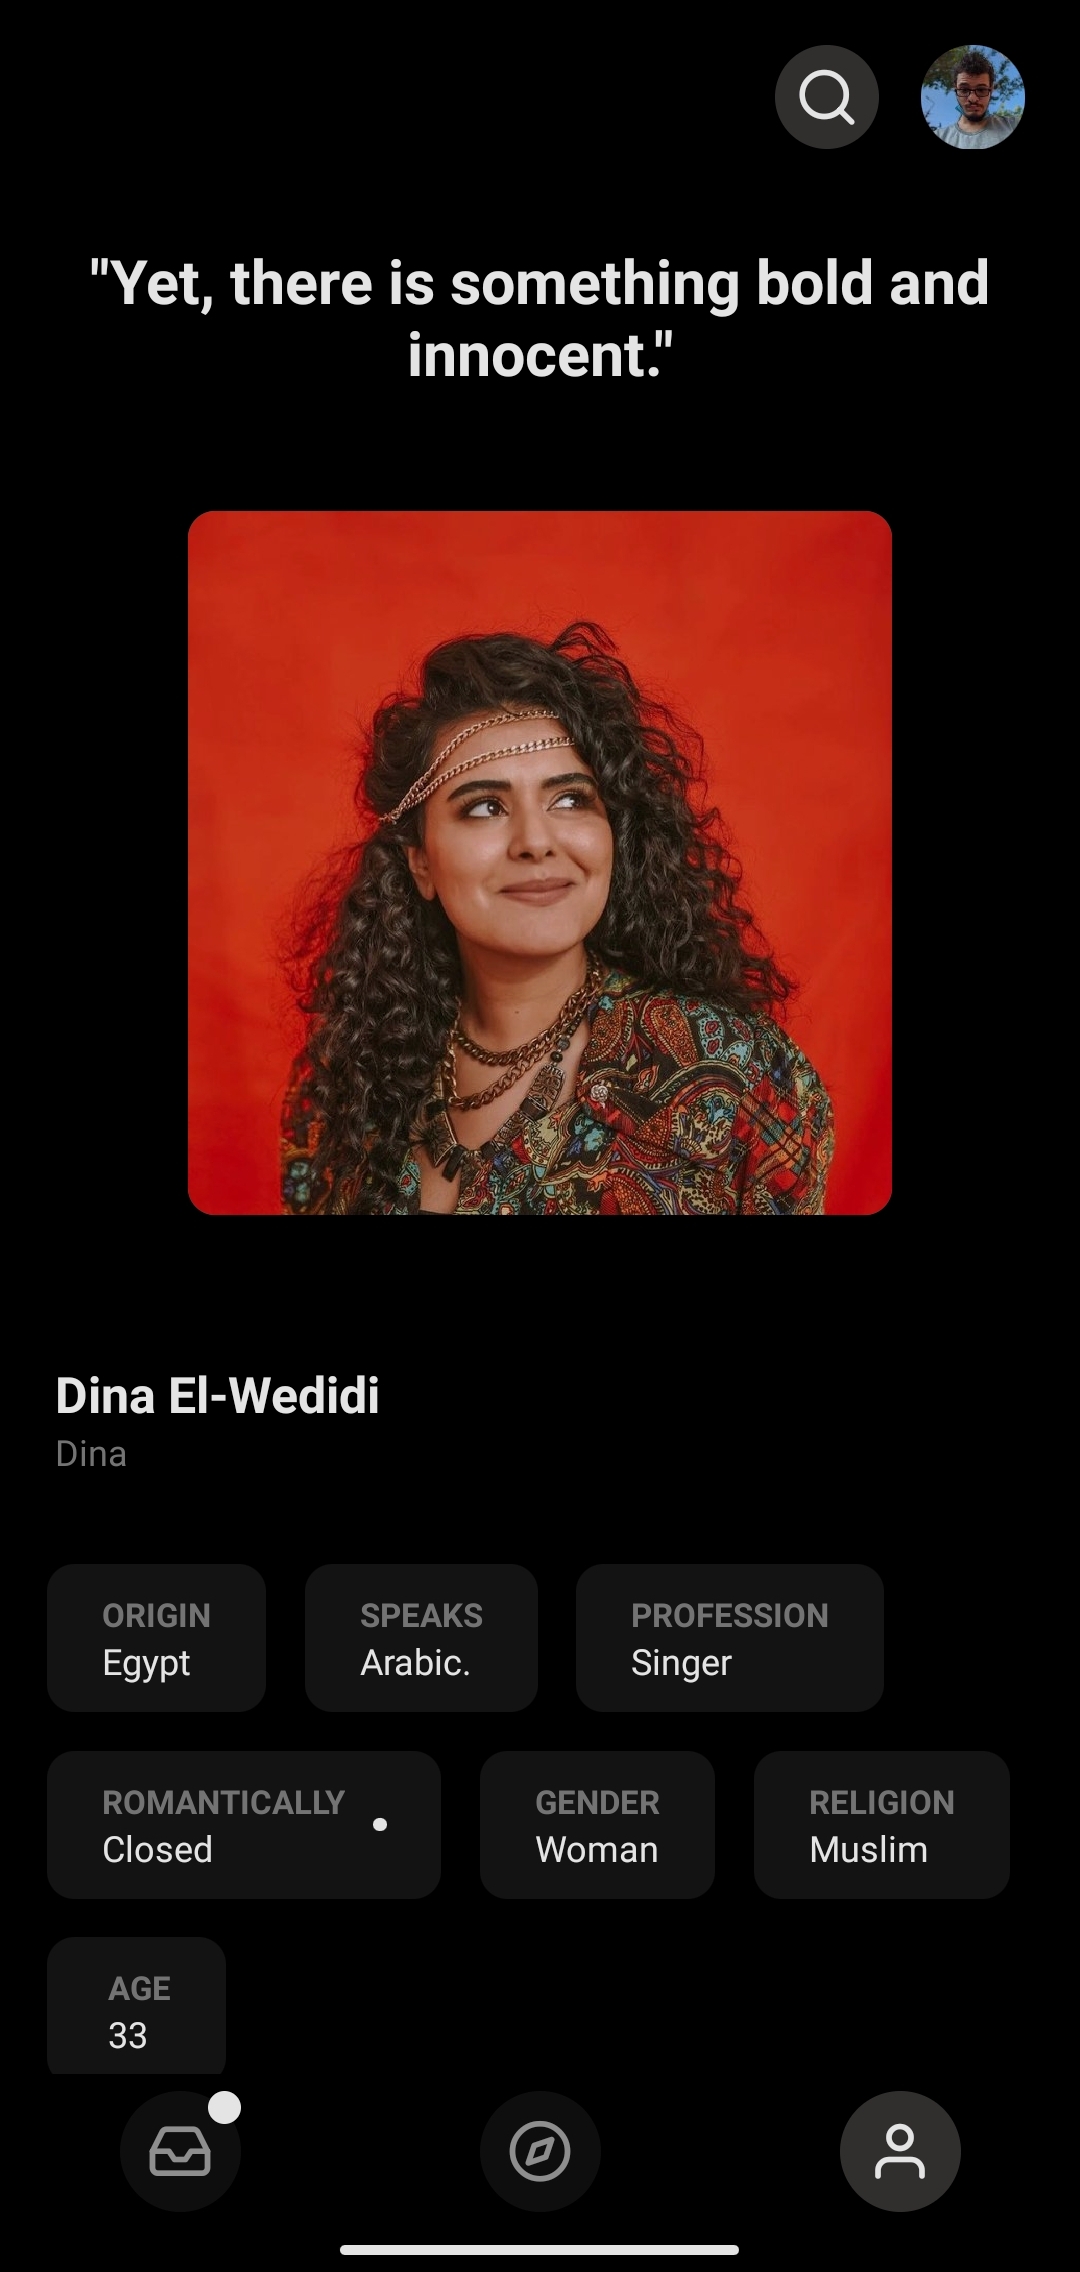 "Yet, there is something bold and
innocent."
Dina El-Wedidi
Dina
ORIGIN
Egypt
SPEAKS
Arabic.
PROFESSION
Singer
ROMANTICALLY
Closed
GENDER
Woman
RELIGION
Muslim
AGE
33